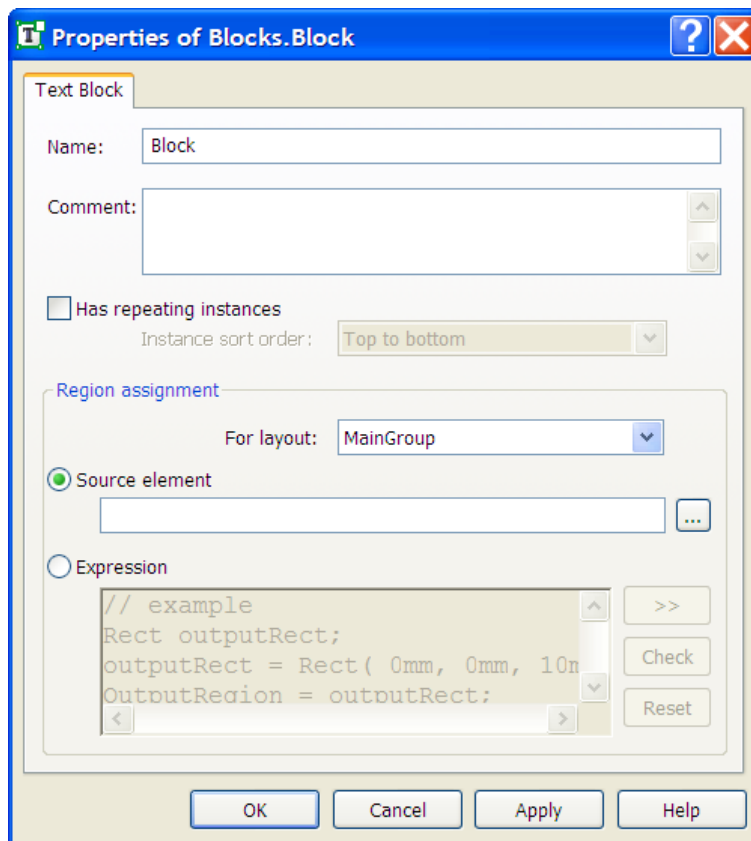 Properties of Blocks.Block
Text Block
Name: Block
Comment:
Has repeating instances
Instance sort order: Top to bottom
Region assignment
For layout: MainGroup
Source element
...
Expression
// example
>>
Rect outputRect;
outputRect = Rect( 0mm, 0mm, 10m
Check
OutputRegion = outputRect;
Reset
OK Cancel Apply Help